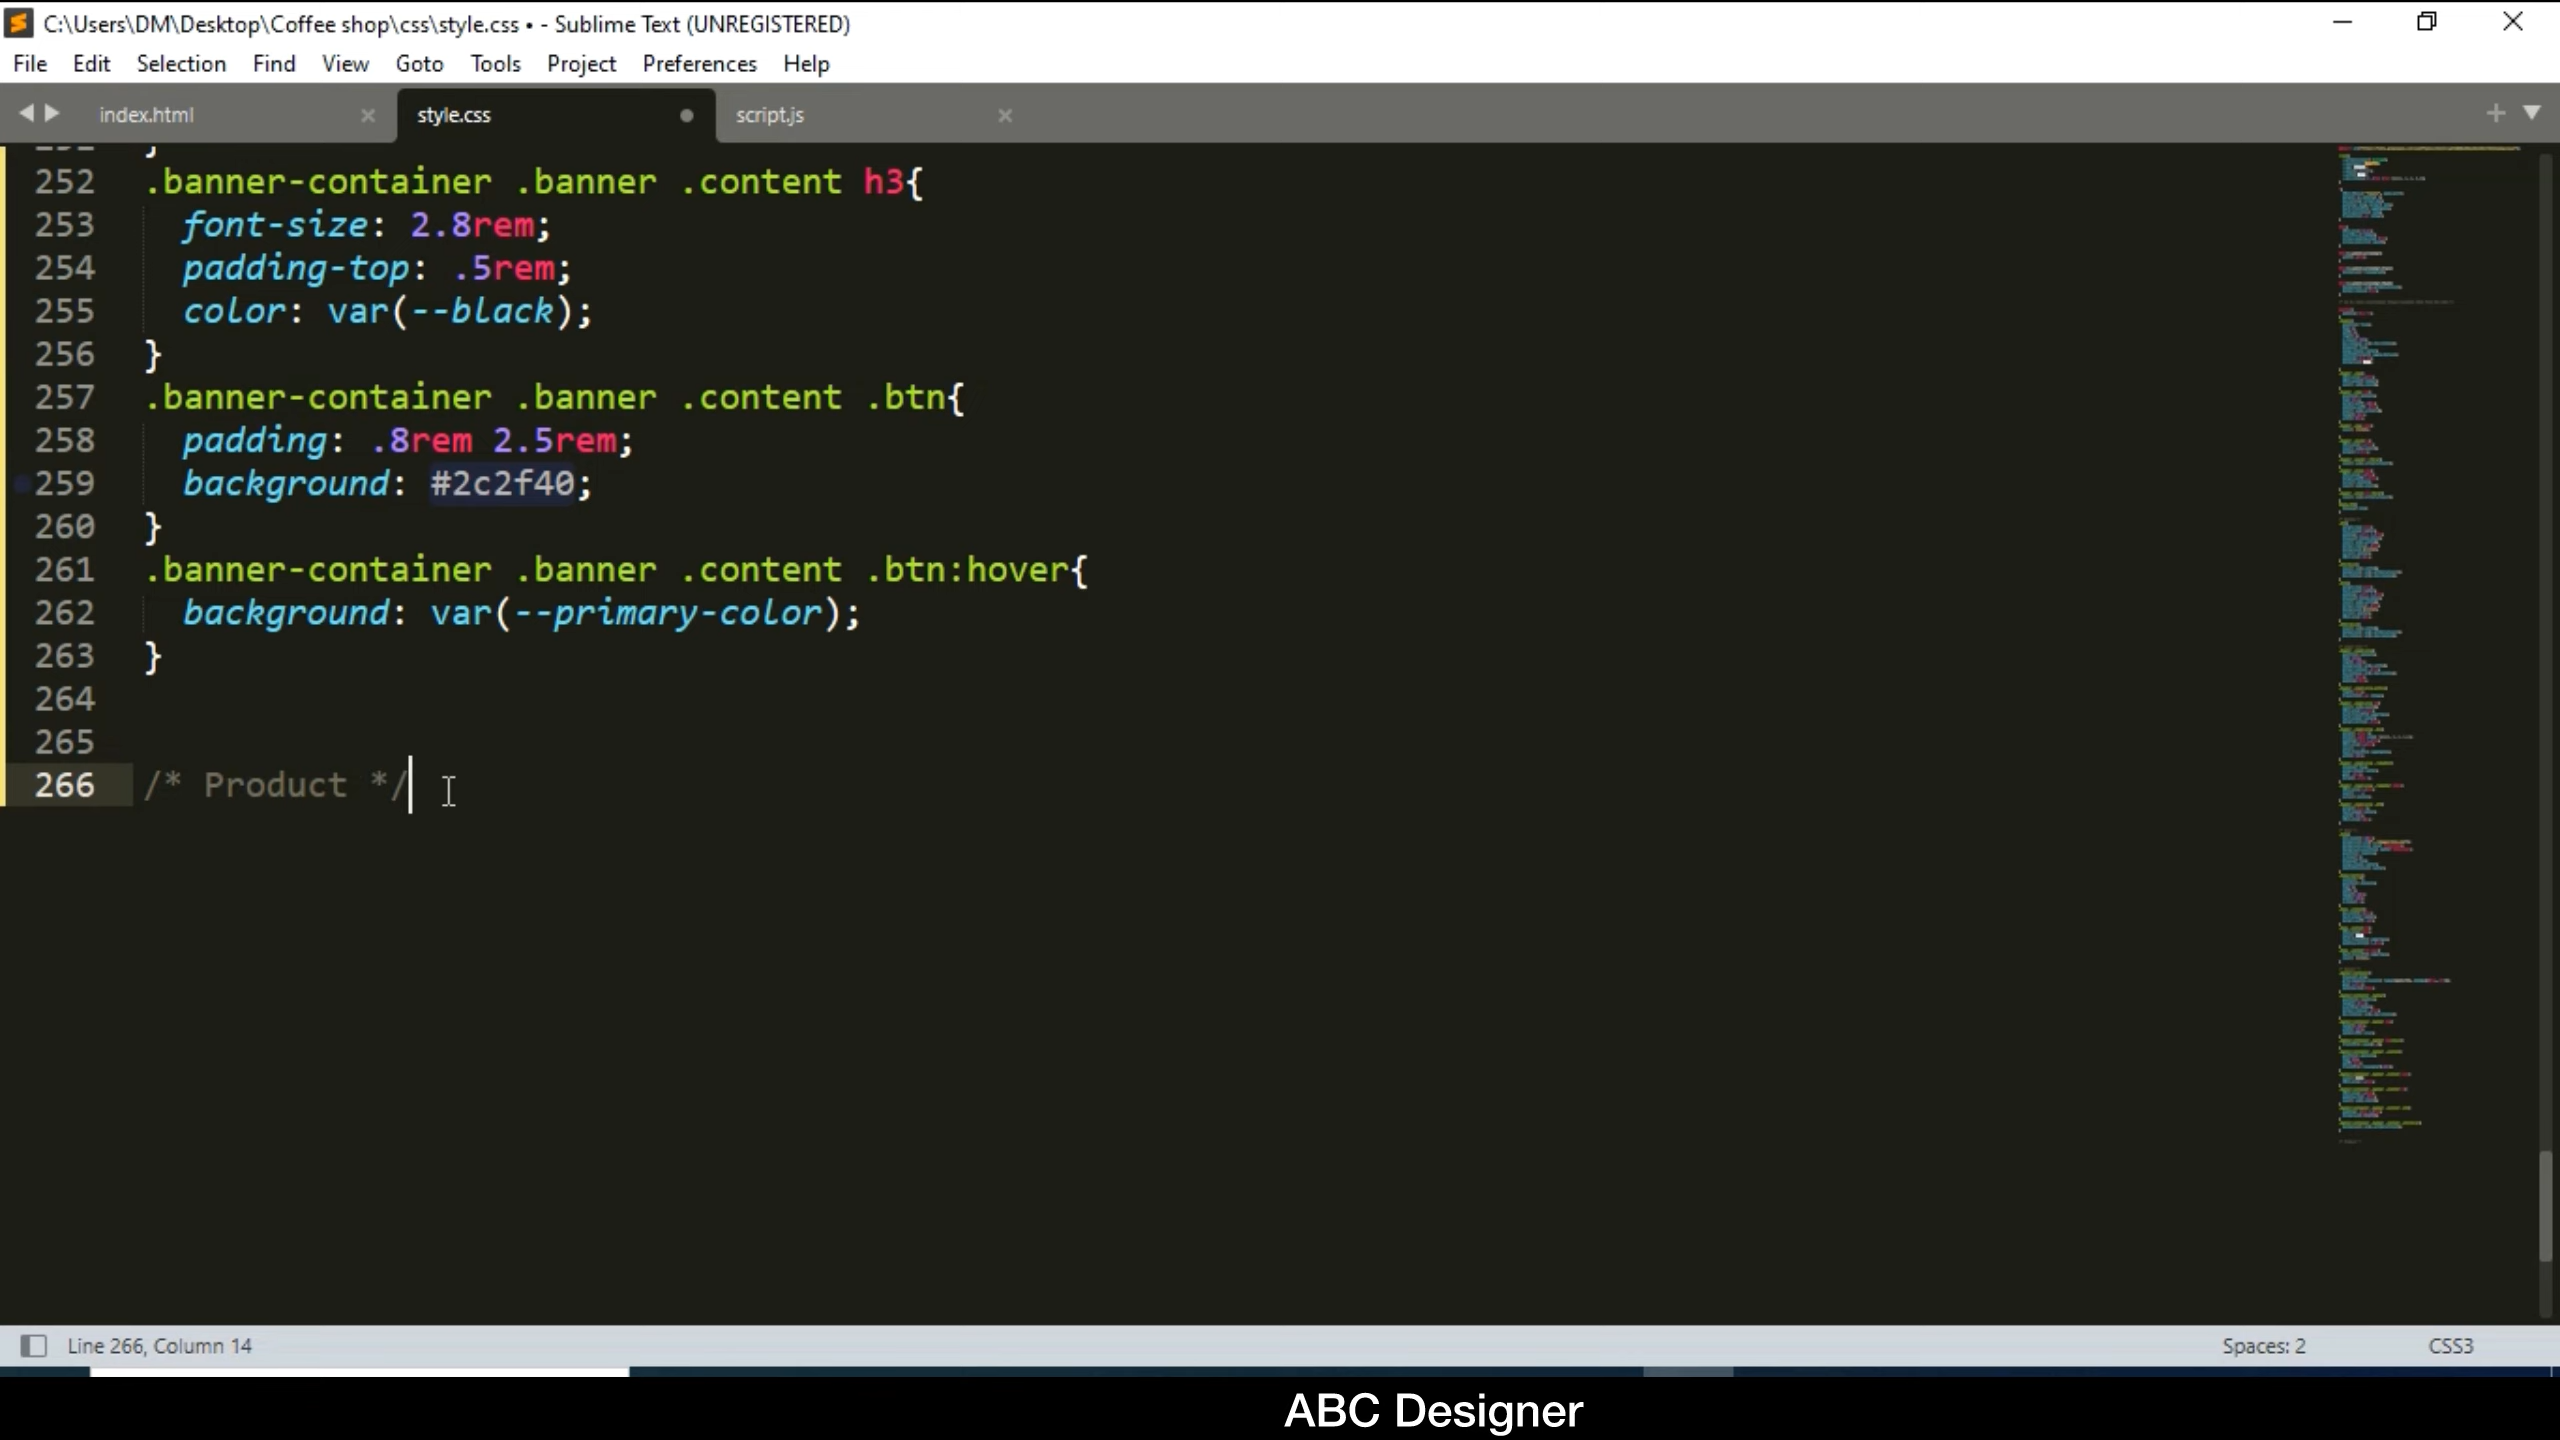 C:\Users\DM\Desktop\Coffee shop\css\style.css • - Sublime Text (UNREGISTERED)
File Edit Selection Find View Goto Tools Project Preferences Help
index.html style.css script.js
252 .banner-container .banner .content h3{
253 font-size: 2.8rem;
254 padding-top: .5rem;
255 color: var(--black);
256 }
257 .banner-container .banner .content .btn{
258 padding: .8rem 2.5rem;
259 background: #2c2f40;
260 }
261 .banner-container .banner .content .btn:hover{
262 background: var(--primary-color);
263 }
264
265
266 /* Product */
Line 266, Column 14 Spaces: 2 CSS3
ABC Designer